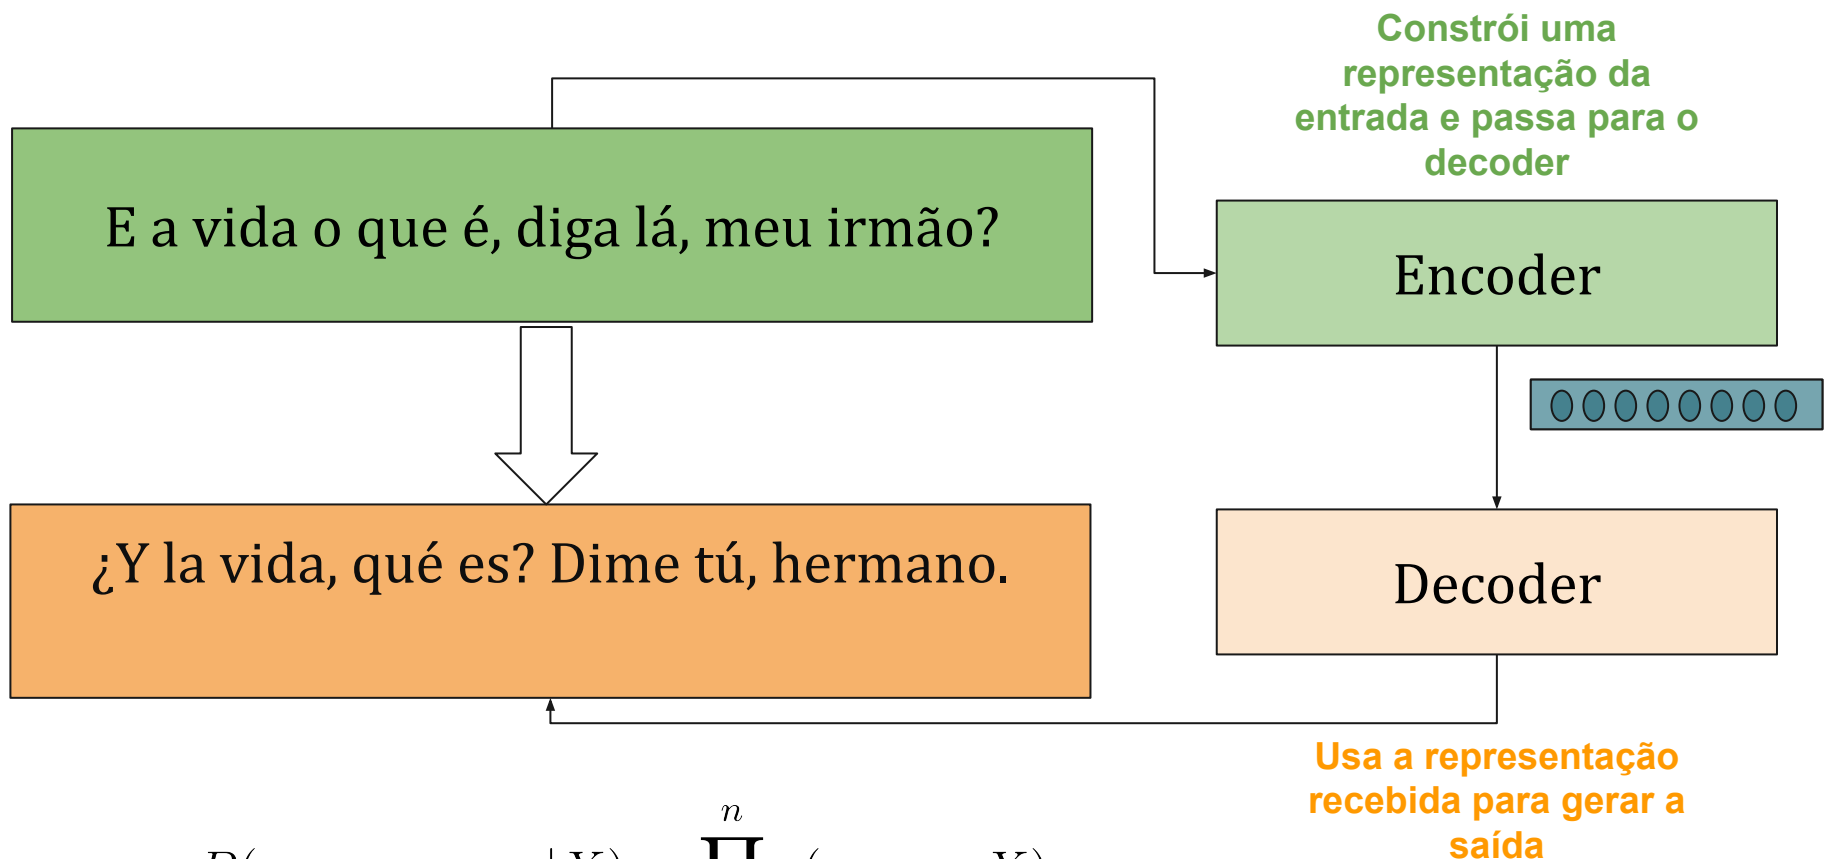 Constrói uma
representação da
entrada e passa para o
decoder
E a vida o que é, diga lá, meu irmão?
Encoder
¿Y la vida, qué es? Dime tú, hermano.
Decoder
Usa a representação
recebida para gerar a
saída
n